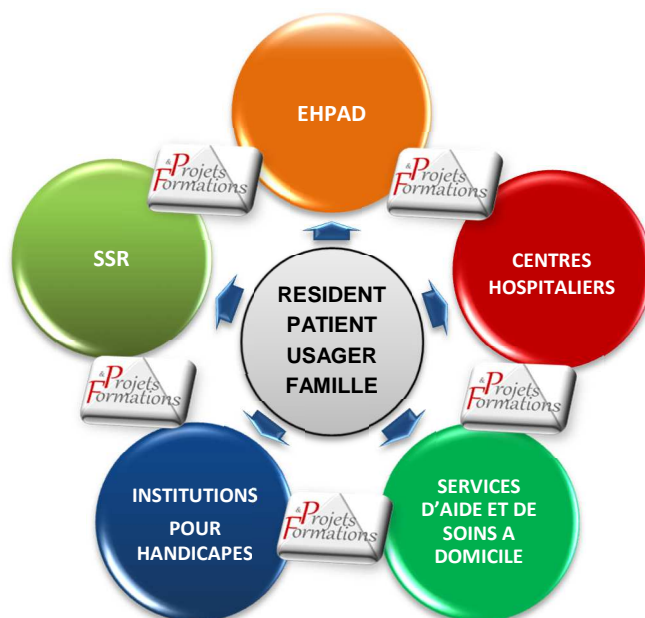 EHPAD
& Projets
Formations
& Projets
Formations
SSR
CENTRES
HOSPITALIERS
RESIDENT
PATIENT
USAGER
FAMILLE
& Projets
Formations
& Projets
Formations
INSTITUTIONS
POUR
HANDICAPES
& Projets
Formations
SERVICES
D’AIDE ET DE
SOINS A
DOMICILE